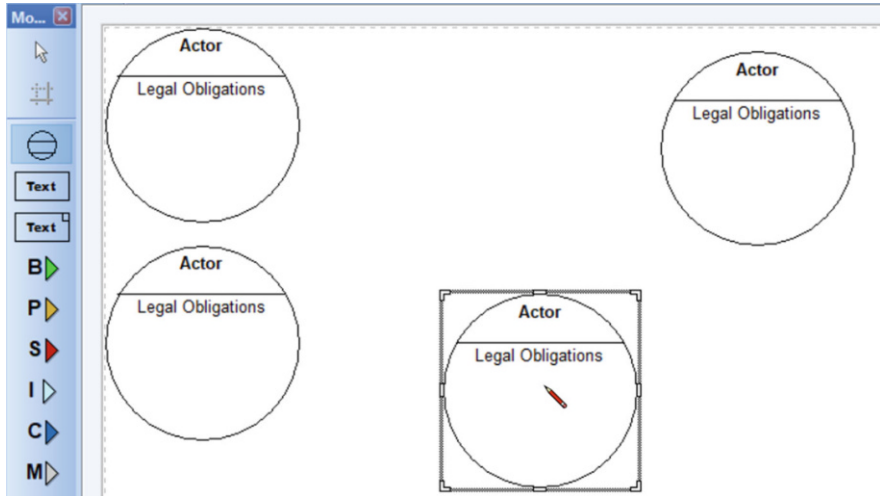 Mo...
Text
Text
B
P
S
I
C
M
Actor
Legal Obligations
Actor
Legal Obligations
Actor
Legal Obligations
Actor
Legal Obligations